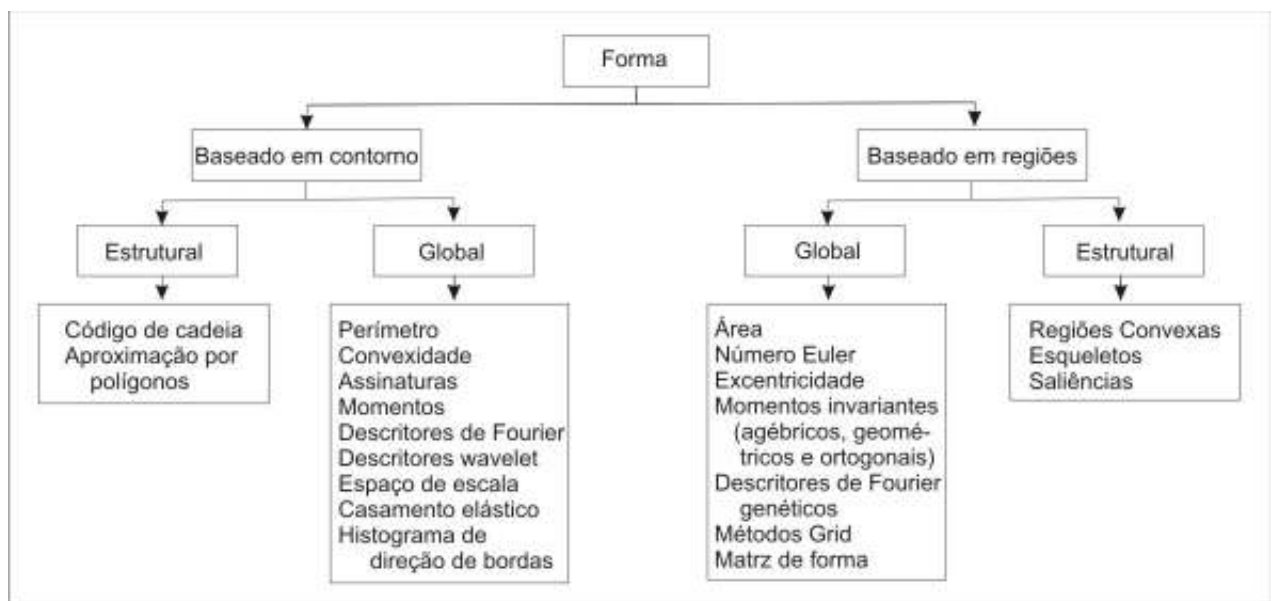 Forma
Baseado em contorno
Baseado em regiões
Estrutural
Global
Global
Estrutural
Código de cadeia
Aproximação por
polígonos
Perímetro
Convexidade
Assinaturas
Momentos
Descritores de Fourier
Descritores wavelet
Espaço de escala
Casamento elástico
Histograma de
direção de bordas
Área
Número Euler
Excentricidade
Momentos invariantes
(agébricos, geomé-
tricos e ortogonais)
Descritores de Fourier
genéticos
Métodos Grid
Matrz de forma
Regiões Convexas
Esqueletos
Saliências